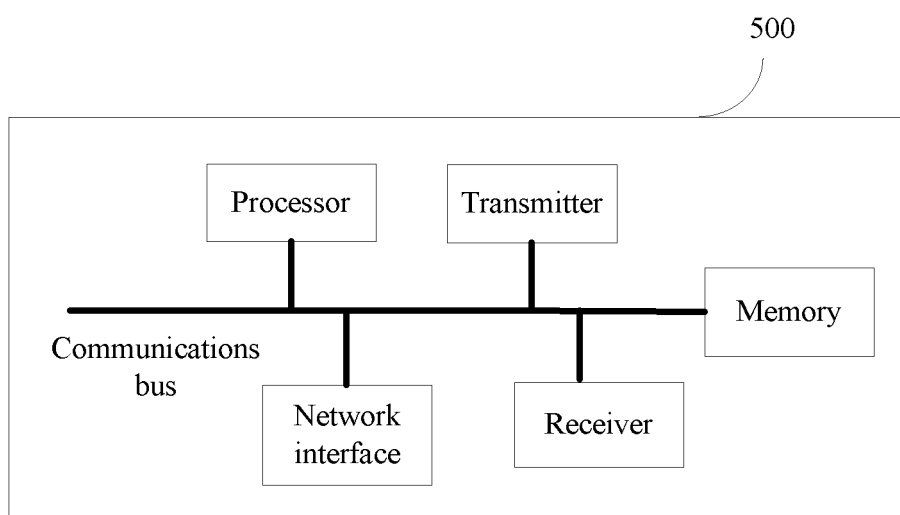 500
Processor
Transmitter
Memory
Communications
bus
Network
interface
Receiver